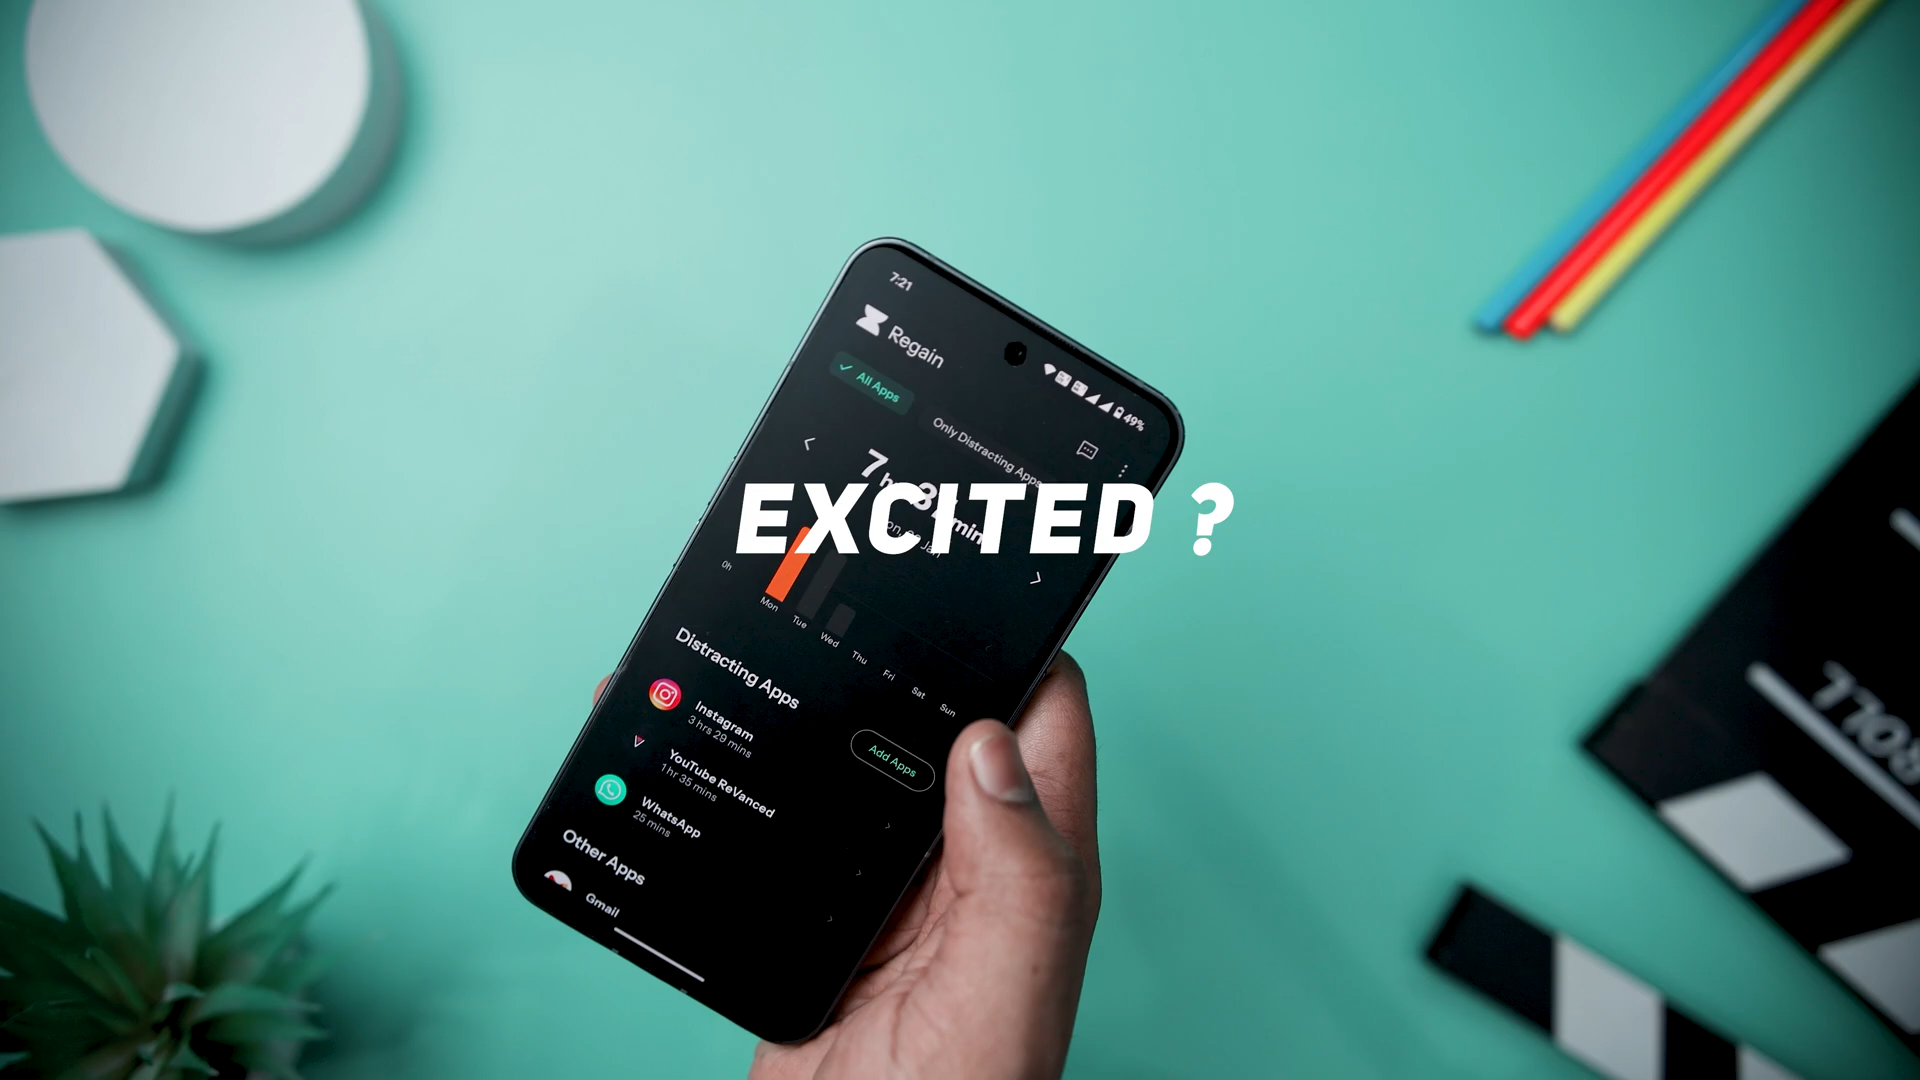 7:21
49%
Regain
All Apps
Only Distracting Apps
EXCITED ?
0h
Mon
Tue
Wed
Thu
Fri
Sat
Sun
Distracting Apps
Add Apps
Instagram
3 hrs 29 mins
YouTube ReVanced
1 hr 35 mins
WhatsApp
25 mins
Other Apps
Gmail
ROLL